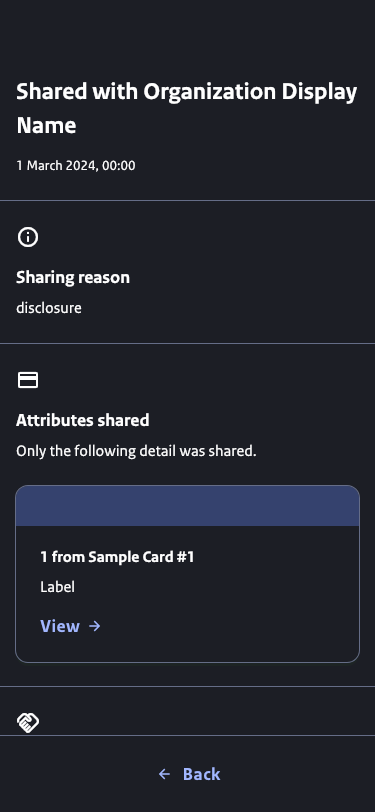 Shared with Organization Display
Name
1 March 2024, 00:00
Sharing reason
disclosure
Attributes shared
Only the following detail was shared.
1 from Sample Card #1
Label
View
Back